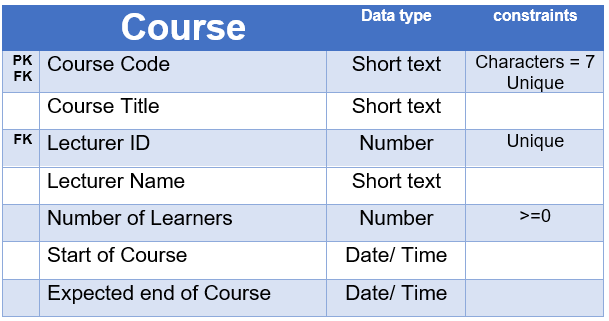 Course Data type constraints
PK
FK Course Code Short text Characters = 7
Unique
Course Title Short text
FK Lecturer ID Number Unique
Lecturer Name Short text
Number of Learners Number >=0
Start of Course Date/ Time
Expected end of Course Date/ Time